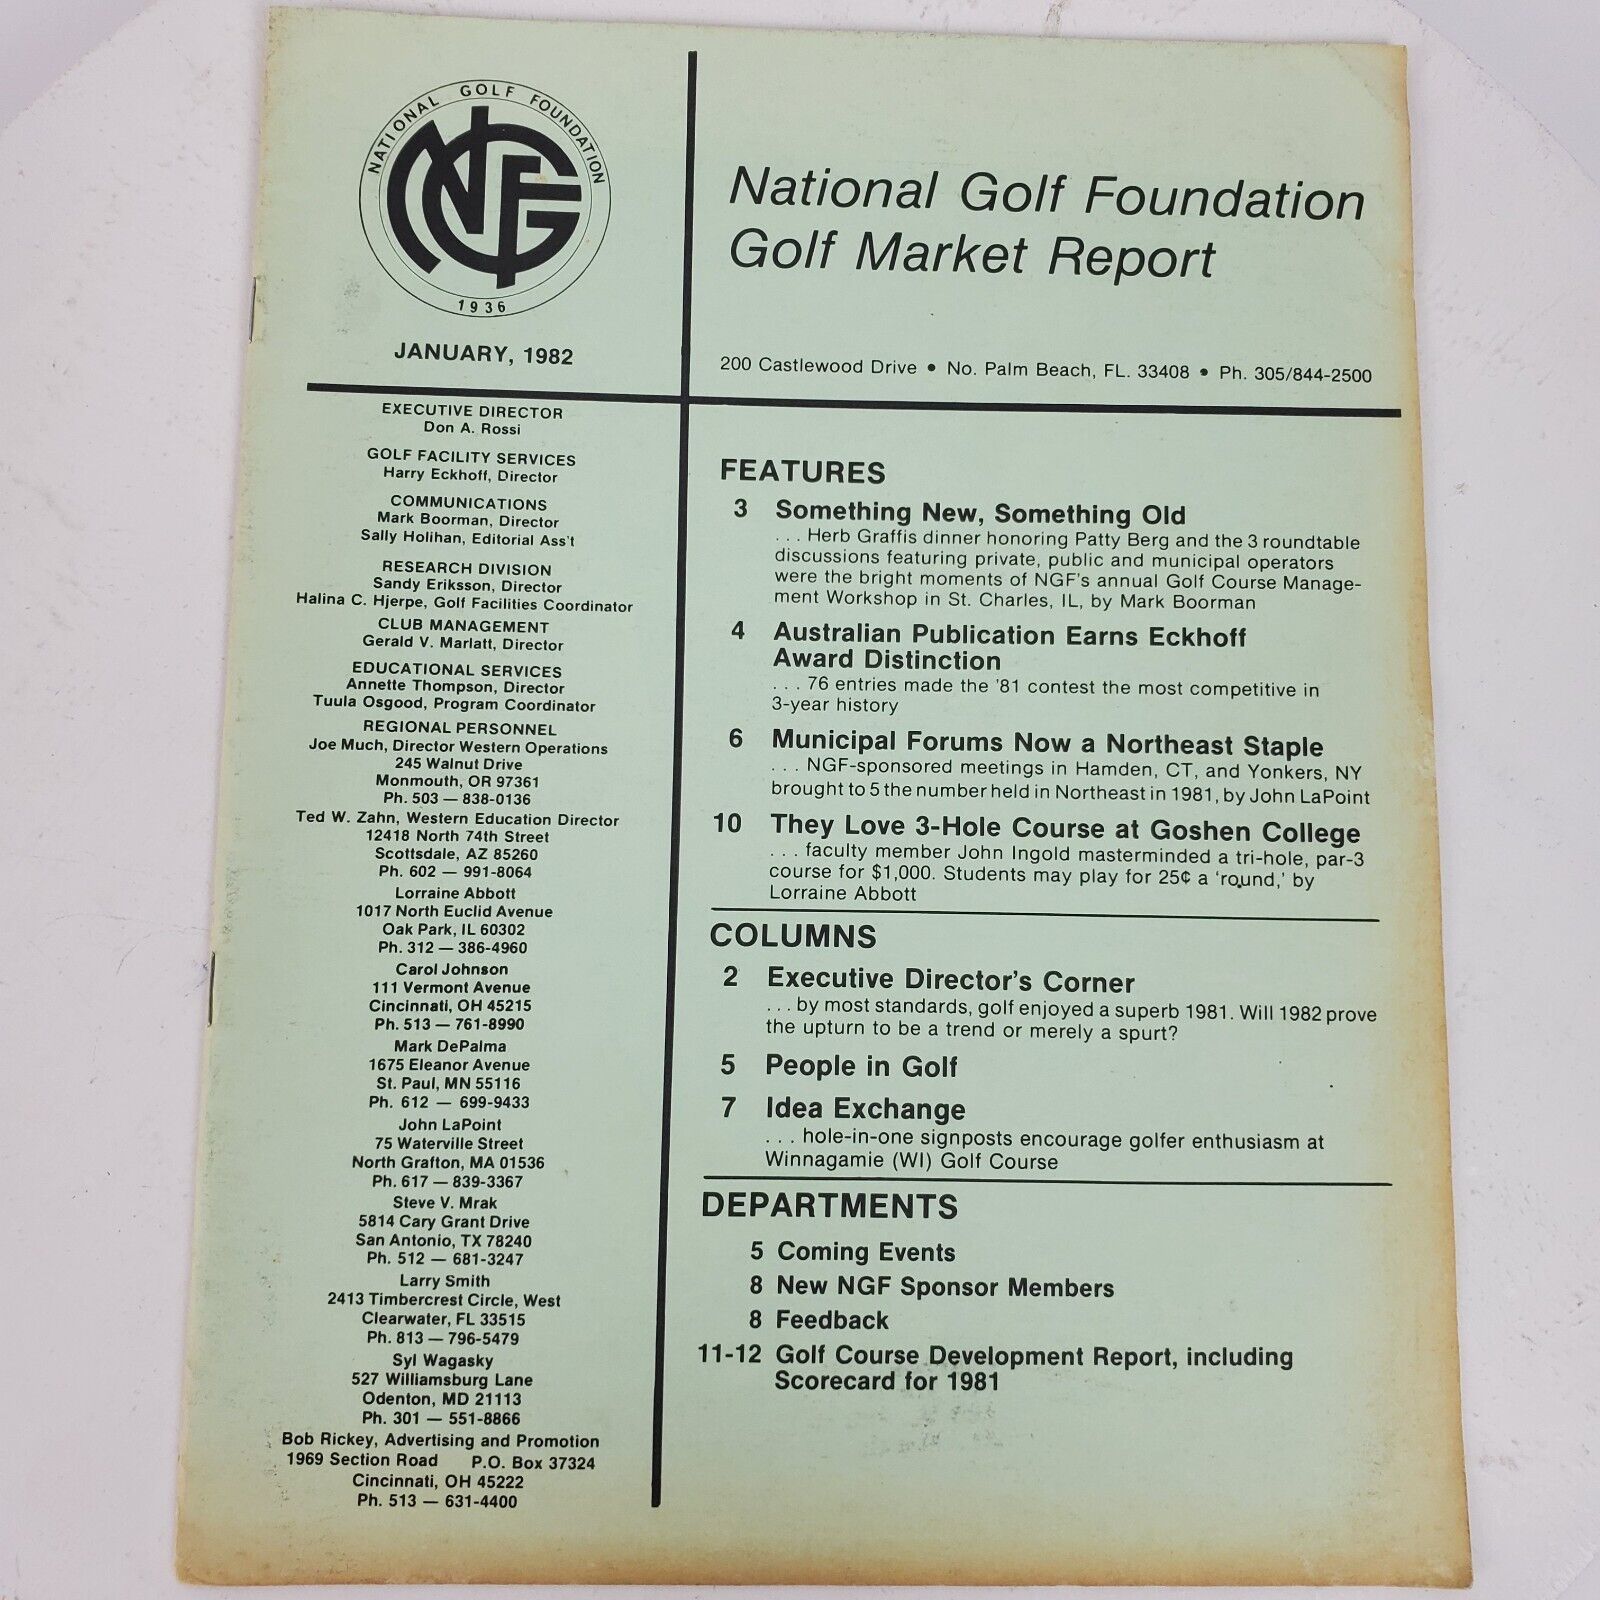 NATIONAL GOLF FOUNDATION
NGF
1936
JANUARY, 1982
National Golf Foundation
Golf Market Report
200 Castlewood Drive • No. Palm Beach, FL. 33408 • Ph. 305/844-2500
EXECUTIVE DIRECTOR
Don A. Rossi
GOLF FACILITY SERVICES
Harry Eckhoff, Director
COMMUNICATIONS
Mark Boorman, Director
Sally Holihan, Editorial Ass't
RESEARCH DIVISION
Sandy Eriksson, Director
Halina C. Hjerpe, Golf Facilities Coordinator
CLUB MANAGEMENT
Gerald V. Marlatt, Director
EDUCATIONAL SERVICES
Annette Thompson, Director
Tuula Osgood, Program Coordinator
REGIONAL PERSONNEL
Joe Much, Director Western Operations
245 Walnut Drive
Monmouth, OR 97361
Ph. 503 — 838-0136
Ted W. Zahn, Western Education Director
12418 North 74th Street
Scottsdale, AZ 85260
Ph. 602 — 991-8064
Lorraine Abbott
1017 North Euclid Avenue
Oak Park, IL 60302
Ph. 312 — 386-4960
Carol Johnson
111 Vermont Avenue
Cincinnati, OH 45215
Ph. 513 — 761-8990
Mark DePalma
1675 Eleanor Avenue
St. Paul, MN 55116
Ph. 612 — 699-9433
John LaPoint
75 Waterville Street
North Grafton, MA 01536
Ph. 617 — 839-3367
Steve V. Mrak
5814 Cary Grant Drive
San Antonio, TX 78240
Ph. 512 — 681-3247
Larry Smith
2413 Timbercrest Circle, West
Clearwater, FL 33515
Ph. 813 — 796-5479
Syl Wagasky
527 Williamsburg Lane
Odenton, MD 21113
Ph. 301 — 551-8866
Bob Rickey, Advertising and Promotion
1969 Section Road P.O. Box 37324
Cincinnati, OH 45222
Ph. 513 — 631-4400
FEATURES
3 Something New, Something Old
. . . Herb Graffis dinner honoring Patty Berg and the 3 roundtable
discussions featuring private, public and municipal operators
were the bright moments of NGF's annual Golf Course Manage-
ment Workshop in St. Charles, IL, by Mark Boorman
4 Australian Publication Earns Eckhoff
Award Distinction
. . . 76 entries made the '81 contest the most competitive in
3-year history
6 Municipal Forums Now a Northeast Staple
. . . NGF-sponsored meetings in Hamden, CT, and Yonkers, NY
brought to 5 the number held in Northeast in 1981, by John LaPoint
10 They Love 3-Hole Course at Goshen College
. . . faculty member John Ingold masterminded a tri-hole, par-3
course for $1,000. Students may play for 25¢ a 'round,' by
Lorraine Abbott
COLUMNS
2 Executive Director's Corner
. . . by most standards, golf enjoyed a superb 1981. Will 1982 prove
the upturn to be a trend or merely a spurt?
5 People in Golf
7 Idea Exchange
. . . hole-in-one signposts encourage golfer enthusiasm at
Winnagamie (WI) Golf Course
DEPARTMENTS
5 Coming Events
8 New NGF Sponsor Members
8 Feedback
11-12 Golf Course Development Report, including
Scorecard for 1981